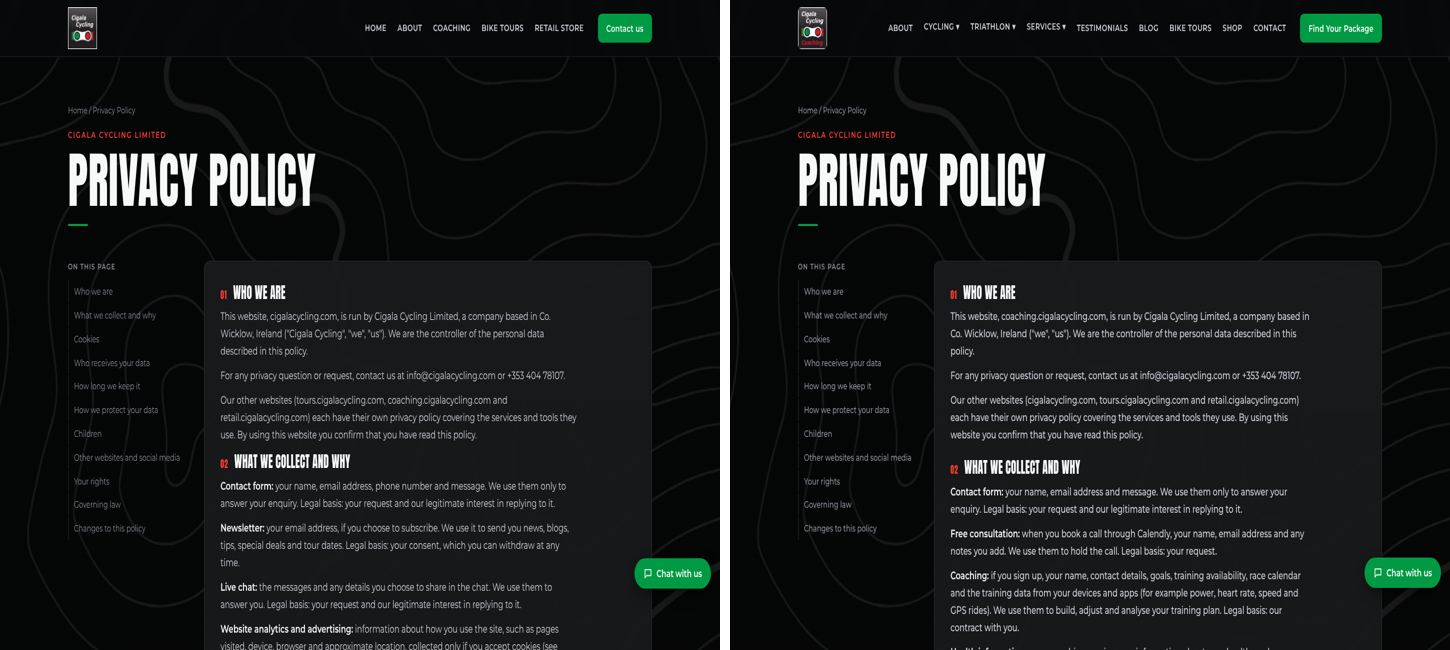 Cigala Cycling
HOME ABOUT COACHING BIKE TOURS RETAIL STORE Contact us
Home / Privacy Policy
CIGALA CYCLING LIMITED
PRIVACY POLICY
ON THIS PAGE
Who we are
What we collect and why
Cookies
Who receives your data
How long we keep it
How we protect your data
Children
Other websites and social media
Your rights
Governing law
Changes to this policy
01 WHO WE ARE
This website, cigalacycling.com, is run by Cigala Cycling Limited, a company based in Co.
Wicklow, Ireland ("Cigala Cycling", "we", "us"). We are the controller of the personal data
described in this policy.
For any privacy question or request, contact us at info@cigalacycling.com or +353 404 78107.
Our other websites (tours.cigalacycling.com, coaching.cigalacycling.com and
retail.cigalacycling.com) each have their own privacy policy covering the services and tools they
use. By using this website you confirm that you have read this policy.
02 WHAT WE COLLECT AND WHY
Contact form: your name, email address, phone number and message. We use them only to
answer your enquiry. Legal basis: your request and our legitimate interest in replying to it.
Newsletter: your email address, if you choose to subscribe. We use it to send you news, blogs,
tips, special deals and tour dates. Legal basis: your consent, which you can withdraw at any
time.
Live chat: the messages and any details you choose to share in the chat. We use them to
answer you. Legal basis: your request and our legitimate interest in replying to it.
Website analytics and advertising: information about how you use the site, such as pages
visited, device, browser and approximate location, collected only if you accept cookies (see
Chat with us
Cigala Cycling Coaching
ABOUT CYCLING ▾ TRIATHLON ▾ SERVICES ▾ TESTIMONIALS BLOG BIKE TOURS SHOP CONTACT Find Your Package
Home / Privacy Policy
CIGALA CYCLING LIMITED
PRIVACY POLICY
ON THIS PAGE
Who we are
What we collect and why
Cookies
Who receives your data
How long we keep it
How we protect your data
Children
Other websites and social media
Your rights
Governing law
Changes to this policy
01 WHO WE ARE
This website, coaching.cigalacycling.com, is run by Cigala Cycling Limited, a company based in
Co. Wicklow, Ireland ("we", "us"). We are the controller of the personal data described in this
policy.
For any privacy question or request, contact us at info@cigalacycling.com or +353 404 78107.
Our other websites (cigalacycling.com, tours.cigalacycling.com and retail.cigalacycling.com)
each have their own privacy policy covering the services and tools they use. By using this
website you confirm that you have read this policy.
02 WHAT WE COLLECT AND WHY
Contact form: your name, email address and message. We use them only to answer your
enquiry. Legal basis: your request and our legitimate interest in replying to it.
Free consultation: when you book a call through Calendly, your name, email address and any
notes you add. We use them to hold the call. Legal basis: your request.
Coaching: if you sign up, your name, contact details, goals, training availability, race calendar
and the training data from your devices and apps (for example power, heart rate, speed and
GPS rides). We use them to build, adjust and analyse your training plan. Legal basis: our
contract with you.
Chat with us